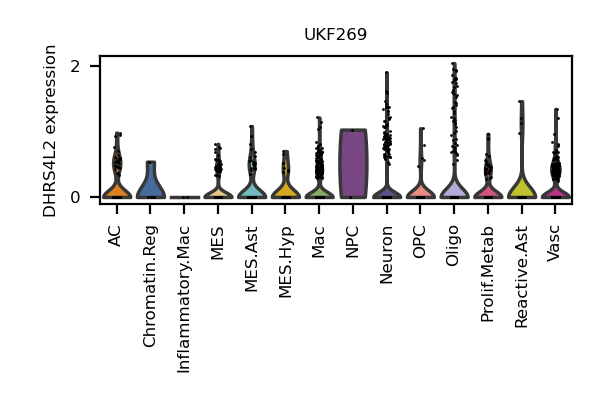 UKF269
DHRS4L2 expression
2
0
AC
Chromatin.Reg
Inflammatory.Mac
MES
MES.Ast
MES.Hyp
Mac
NPC
Neuron
OPC
Oligo
Prolif.Metab
Reactive.Ast
Vasc